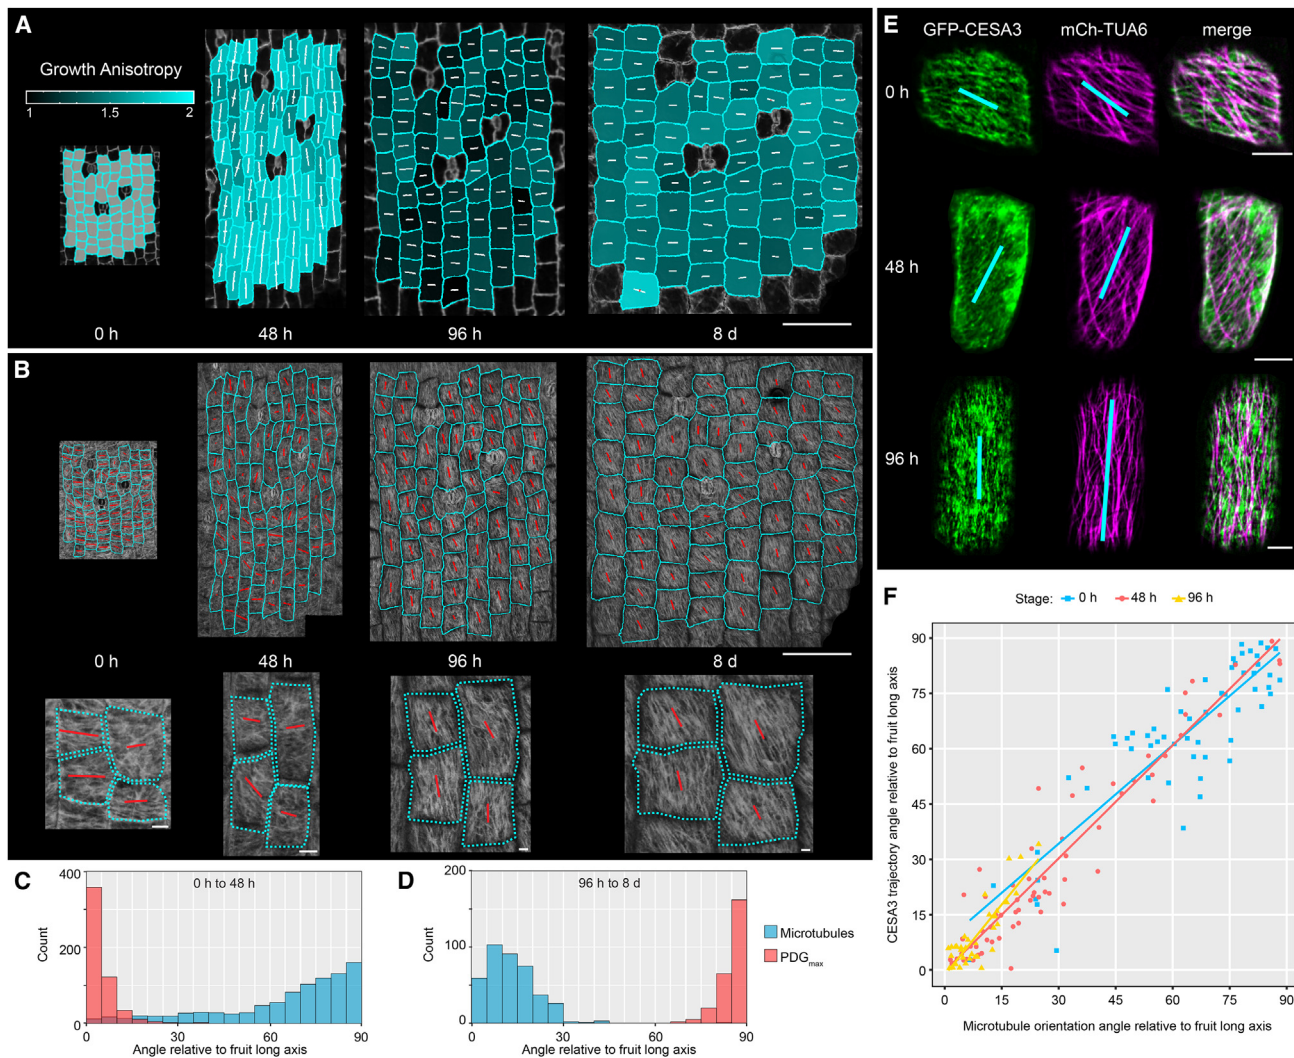 A
Growth Anisotropy
1 2
0 h
48 h
96 h
8 d
B
0 h
48 h
96 h
8 d
C
0 h to 48 h
400
200
0
Count
0 30 60 90
Angle relative to fruit long axis
D
96 h to 8 d
200
100
0
Count
0 30 60 90
Angle relative to fruit long axis
Microtubules
PDGmax
E
GFP-CESA3 mCh-TUA6 merge
0 h
48 h
96 h
F
Stage: 0 h 48 h 96 h
90
75
60
45
30
15
0
CESA3 trajectory angle relative to fruit long axis
0 15 30 45 60 75 90
Microtubule orientation angle relative to fruit long axis